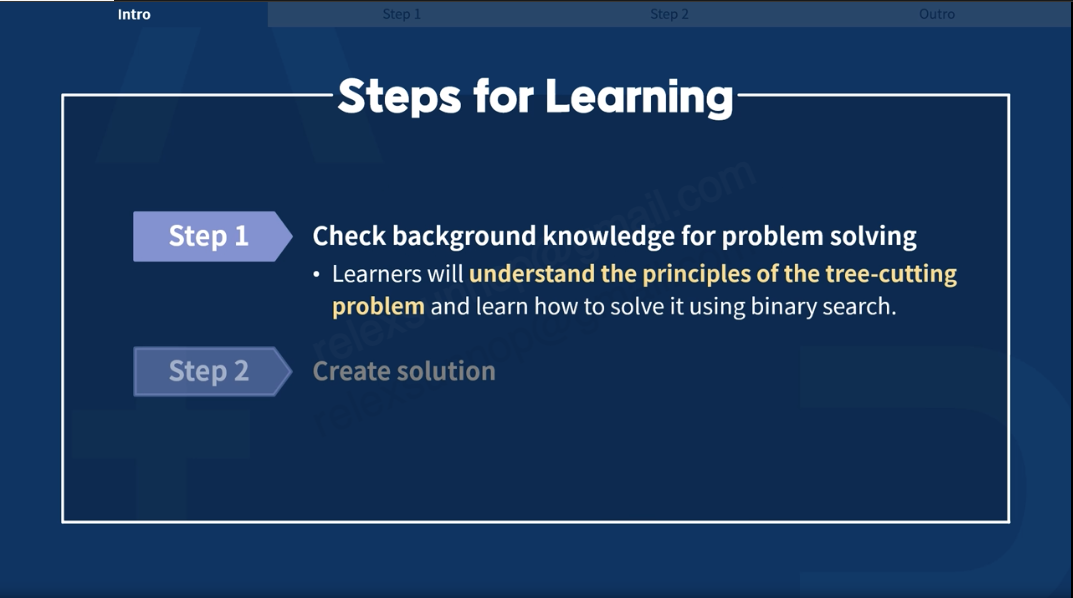 Intro
Step 1
Step 2
Outro
Steps for Learning
Step 1
Check background knowledge for problem solving
• Learners will understand the principles of the tree-cutting
problem and learn how to solve it using binary search.
Step 2
Create solution